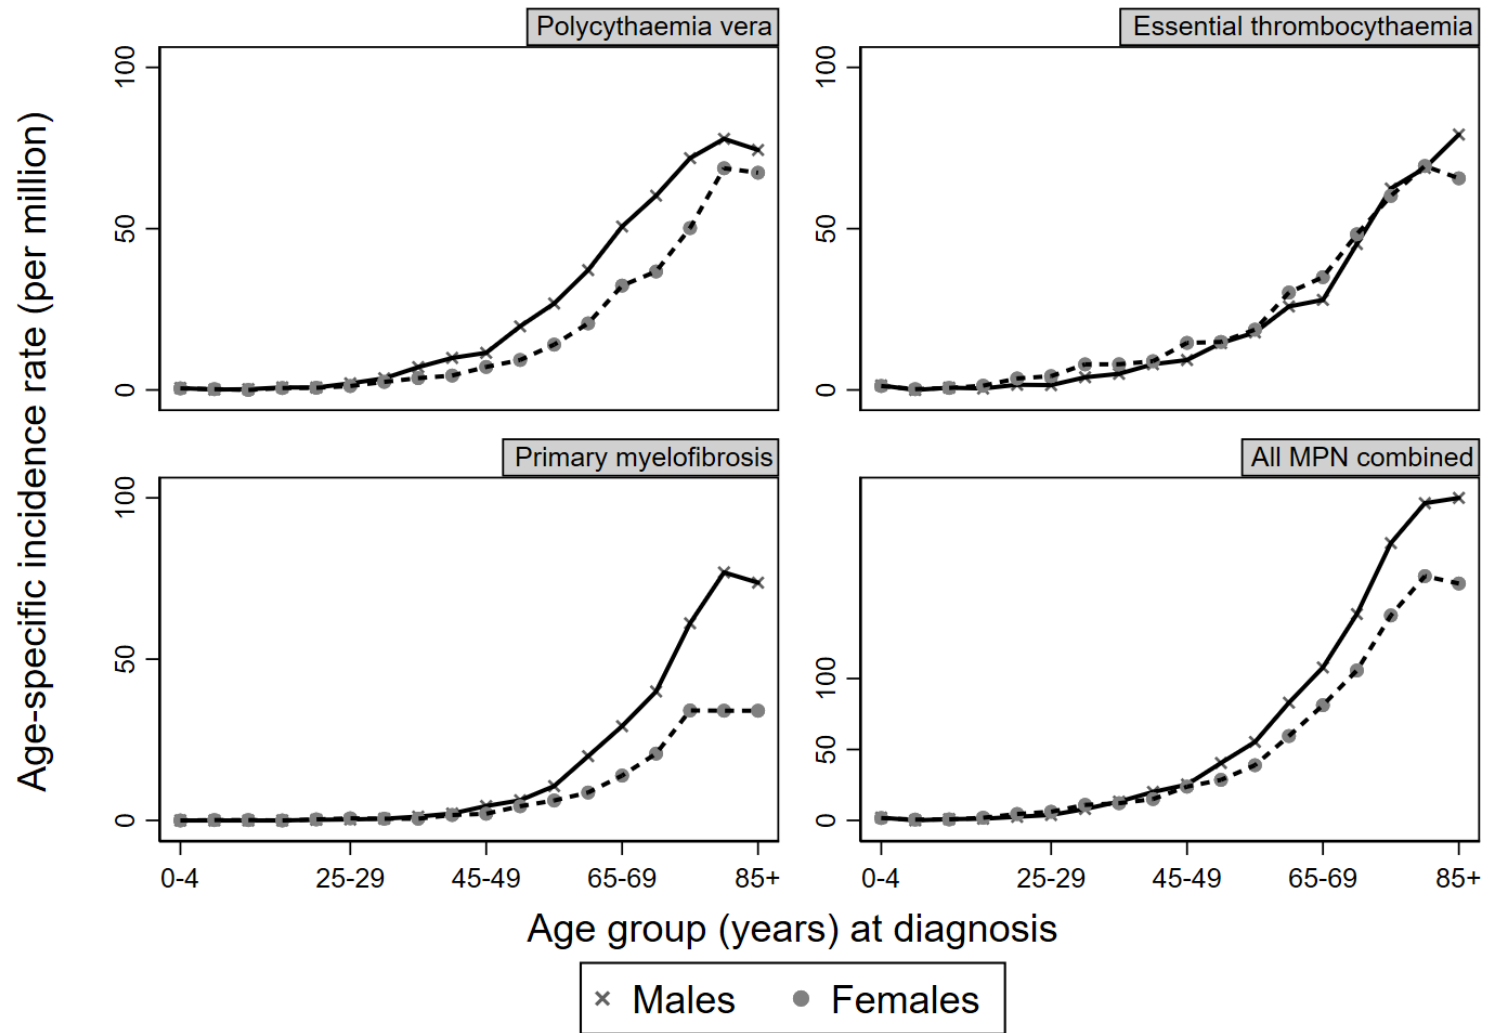 Polycythaemia vera
Essential thrombocythaemia
100
50
0
100
50
0
Age-specific incidence rate (per million)
Primary myelofibrosis
All MPN combined
100
50
0
100
50
0
0-4 25-29 45-49 65-69 85+
0-4 25-29 45-49 65-69 85+
Age group (years) at diagnosis
Males Females